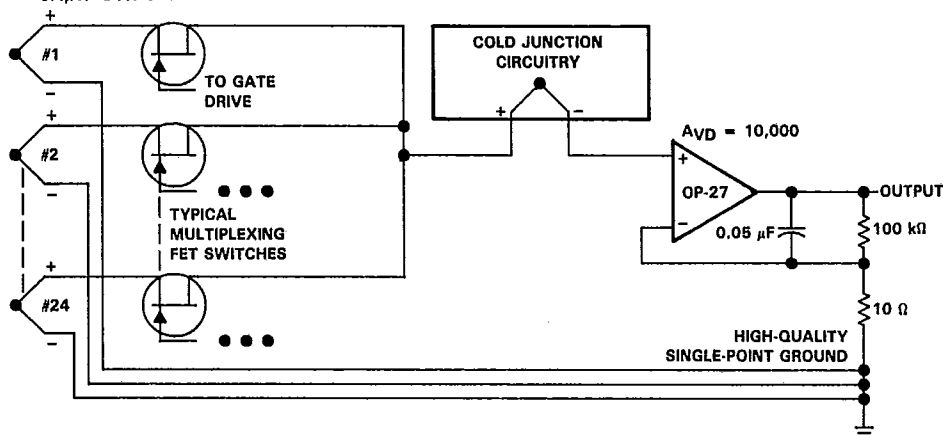 +
#1
−
TO GATE
DRIVE
+
#2
−
TYPICAL
MULTIPLEXING
FET SWITCHES
+
#24
−
COLD JUNCTION
CIRCUITRY
+ −
AVD = 10,000
+
OP-27
−
0.05 μF
OUTPUT
100 kΩ
10 Ω
HIGH-QUALITY
SINGLE-POINT GROUND